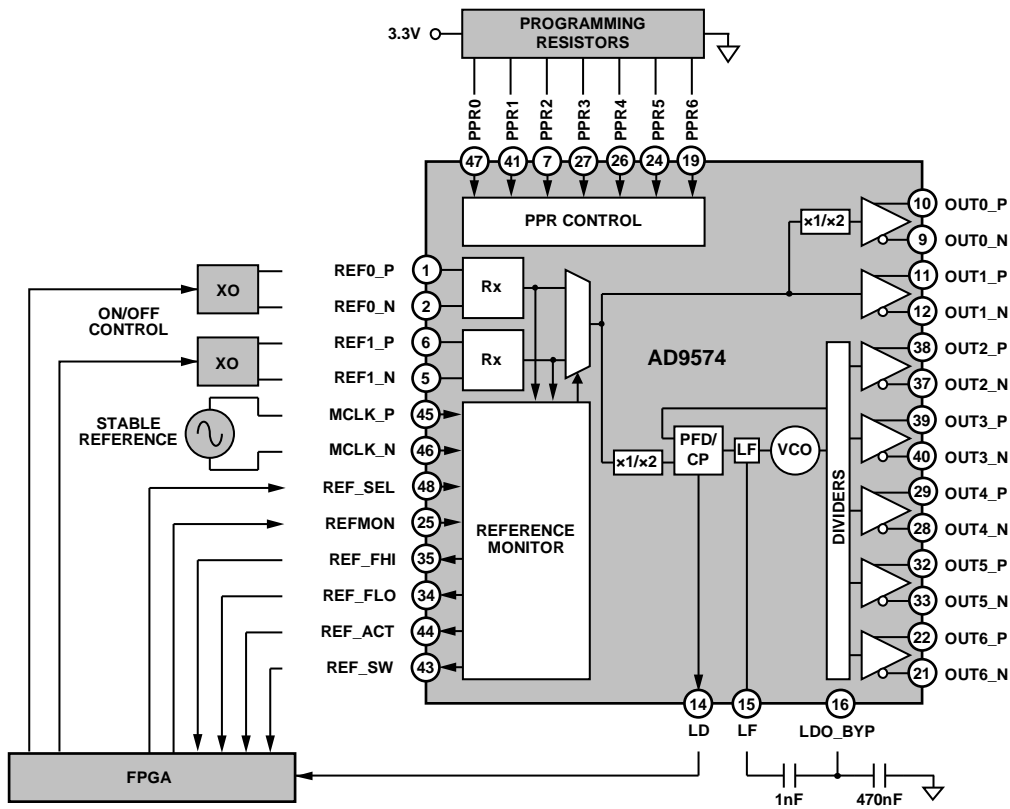 PROGRAMMING
RESISTORS
3.3V
PPR0
PPR1
PPR2
PPR3
PPR4
PPR5
PPR6
47
41
7
27
26
24
19
PPR CONTROL
×1/×2
10
OUT0_P
9
OUT0_N
REF0_P
1
Rx
REF0_N
2
XO
ON/OFF
CONTROL
11
OUT1_P
12
OUT1_N
REF1_P
6
Rx
REF1_N
5
XO
AD9574
38
OUT2_P
37
OUT2_N
STABLE
REFERENCE
MCLK_P
45
MCLK_N
46
REF_SEL
48
REFMON
25
REF_FHI
35
REF_FLO
34
REF_ACT
44
REF_SW
43
REFERENCE
MONITOR
×1/×2
PFD/
CP
LF
VCO
DIVIDERS
39
OUT3_P
40
OUT3_N
29
OUT4_P
28
OUT4_N
32
OUT5_P
33
OUT5_N
22
OUT6_P
21
OUT6_N
14
15
16
LD
LF
LDO_BYP
FPGA
1nF
470nF